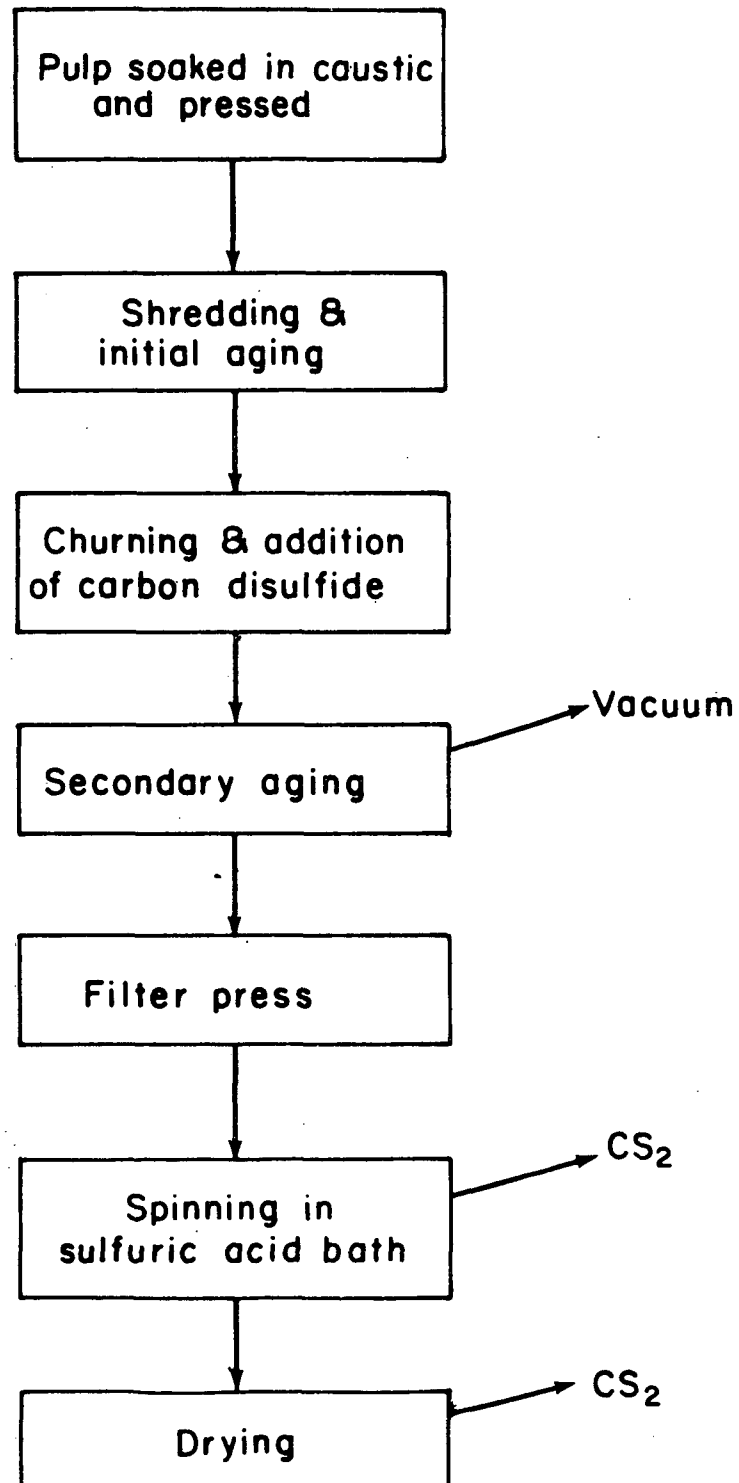 Pulp soaked in caustic
and pressed
Shredding &
initial aging
Churning & addition
of carbon disulfide
Secondary aging
Vacuum
Filter press
CS₂
Spinning in
sulfuric acid bath
CS₂
Drying